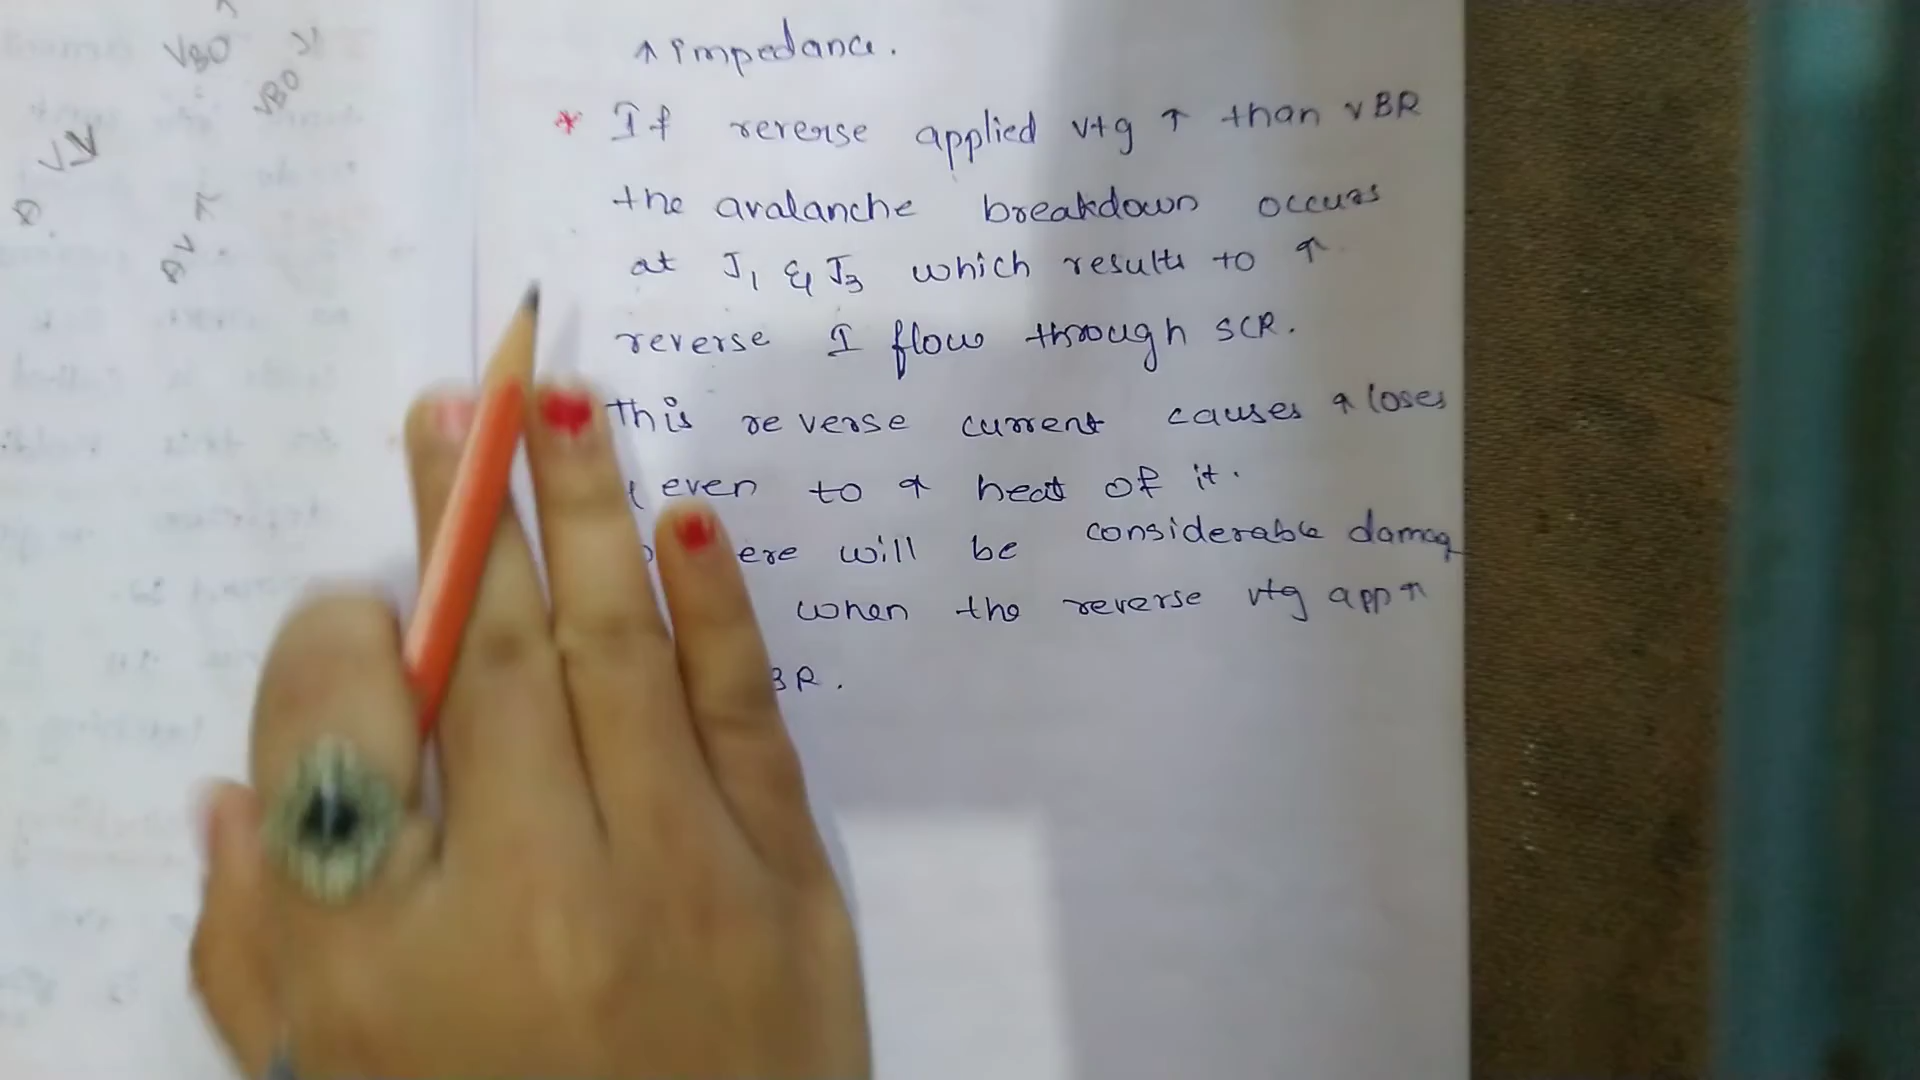 ↑ impedance.
* If reverse applied vtg ↑ than VBR
the avalanche breakdown occurs
at J1 & J3 which results to ↑
reverse I flow through SCR.
This reverse current causes ↑ loses
even to ↑ heat of it.
ere will be considerable damag
when the reverse vtg app ↑
BR.
VBO
VBO